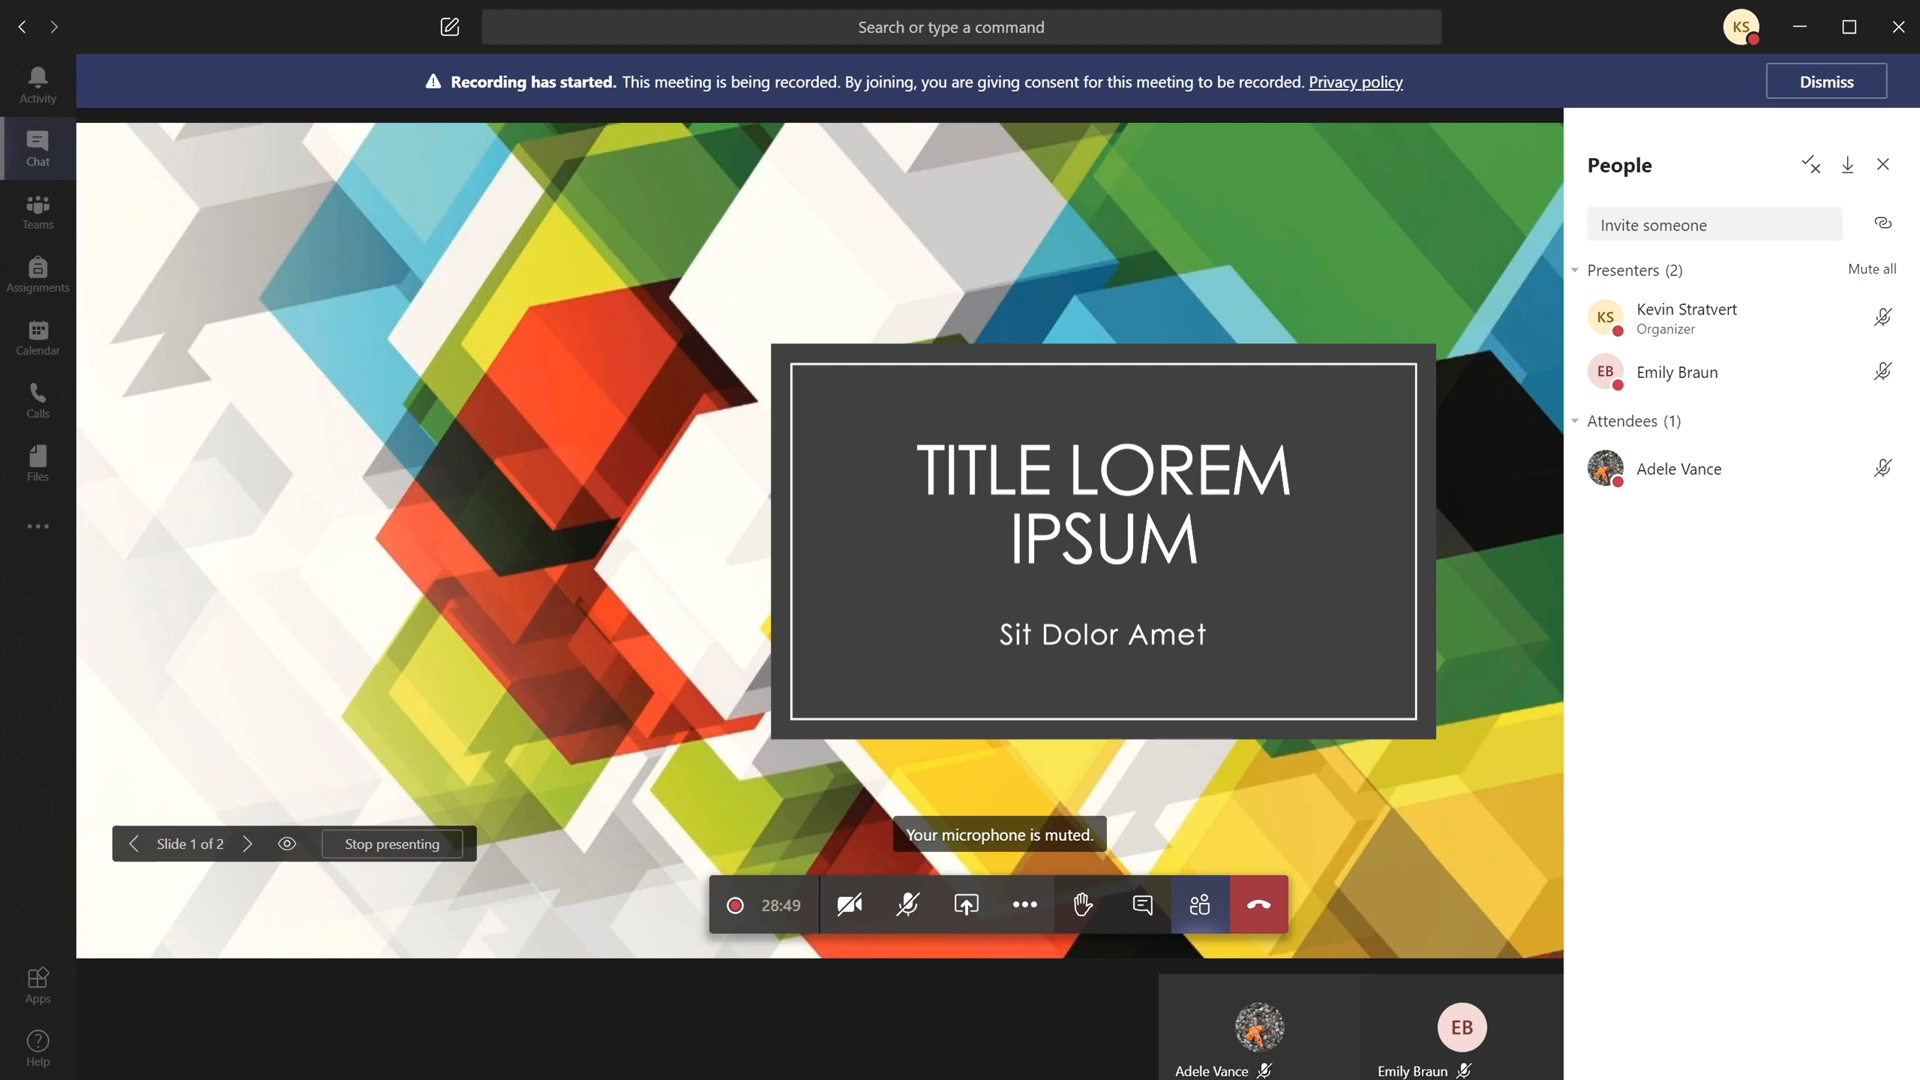 Search or type a command
KS
Recording has started. This meeting is being recorded. By joining, you are giving consent for this meeting to be recorded. Privacy policy
Dismiss
Activity
Chat
Teams
Assignments
Calendar
Calls
Files
Apps
Help
TITLE LOREM
IPSUM
Sit Dolor Amet
Slide 1 of 2
Stop presenting
Your microphone is muted.
28:49
Adele Vance
EB
Emily Braun
People
Invite someone
Presenters (2)
Mute all
KS
Kevin Stratvert
Organizer
EB
Emily Braun
Attendees (1)
Adele Vance